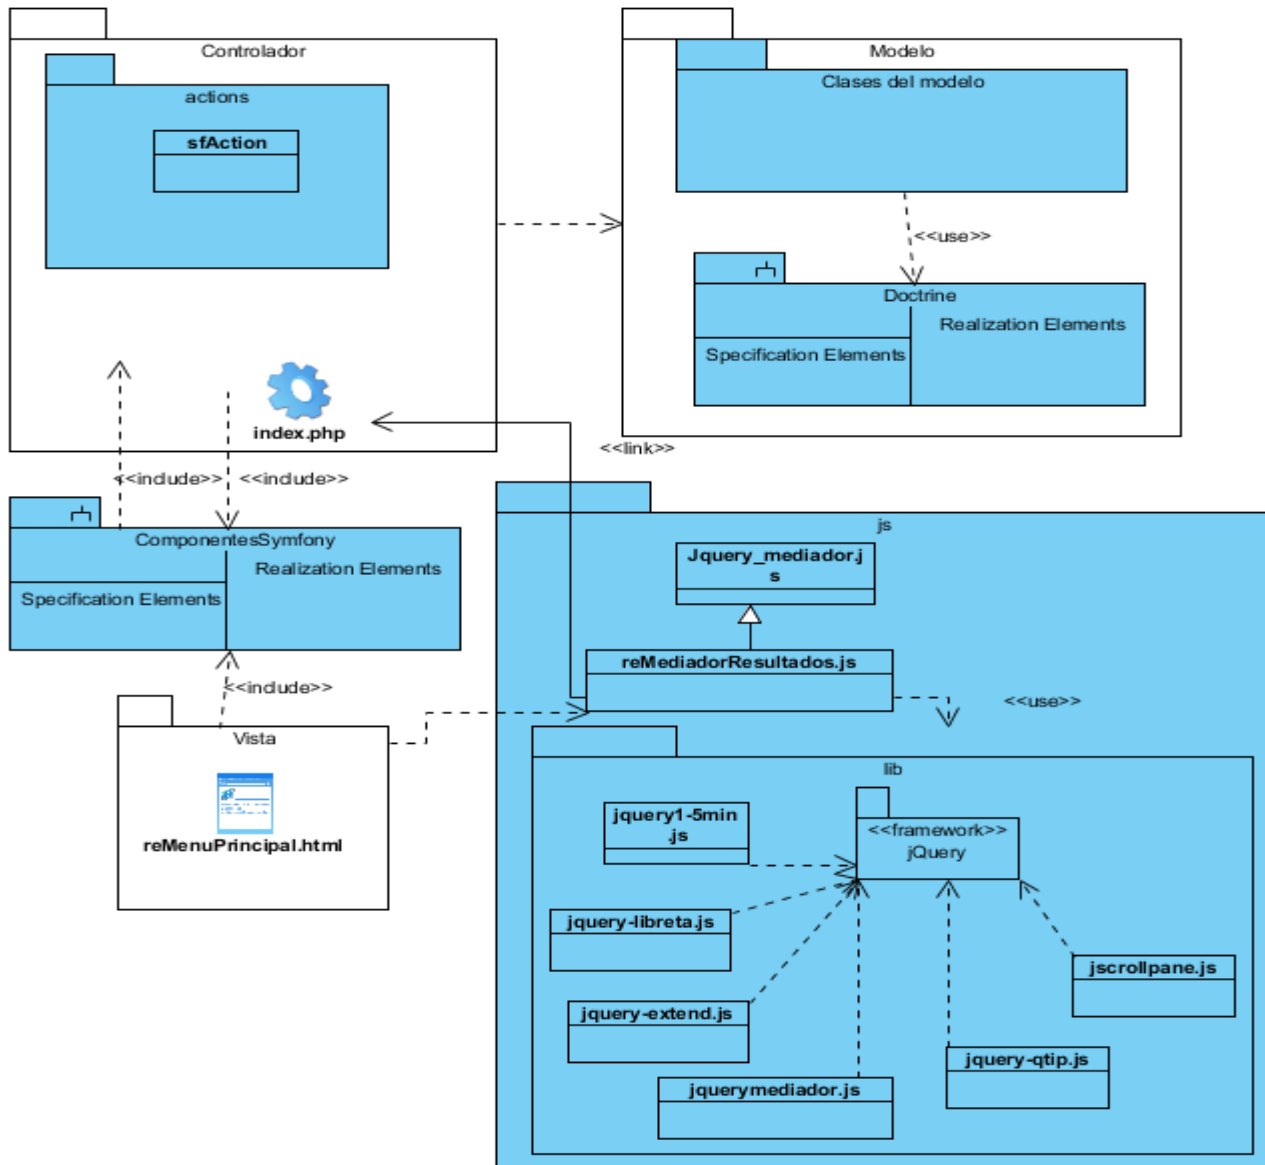 Controlador
actions
sfAction
index.php
Modelo
Clases del modelo
<<use>>
Doctrine
Realization Elements
Specification Elements
<<link>>
<<include>>
<<include>>
ComponentesSymfony
Realization Elements
Specification Elements
<<include>>
Vista
reMenuPrincipal.html
js
Jquery_mediador.j
s
reMediadorResultados.js
<<use>>
lib
jquery1-5min
.js
<<framework>>
jQuery
jquery-libreta.js
jscrollpane.js
jquery-extend.js
jquery-qtip.js
jquerymediador.js